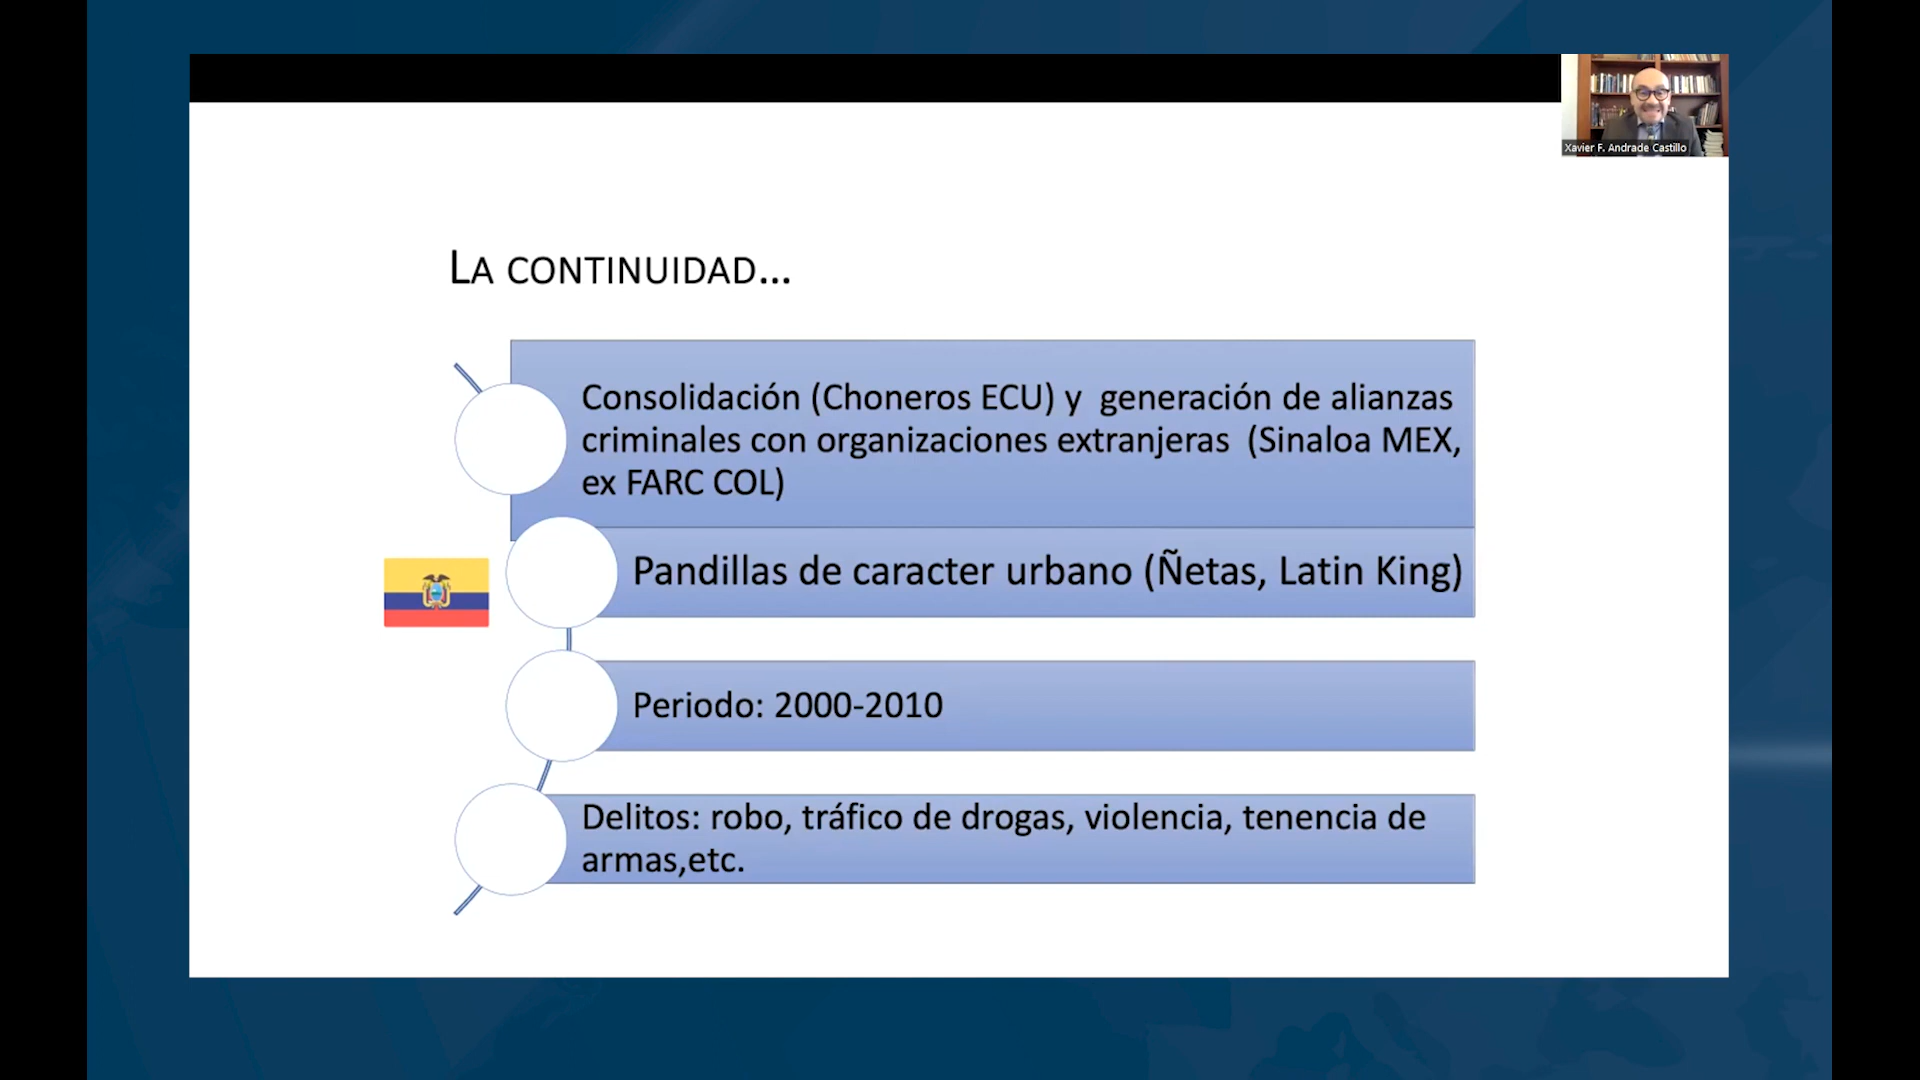 Xavier F. Andrade Castillo
LA CONTINUIDAD...
Consolidación (Choneros ECU) y  generación de alianzas
criminales con organizaciones extranjeras  (Sinaloa MEX,
ex FARC COL)
Pandillas de caracter urbano (Ñetas, Latin King)
Periodo: 2000-2010
Delitos: robo, tráfico de drogas, violencia, tenencia de
armas,etc.